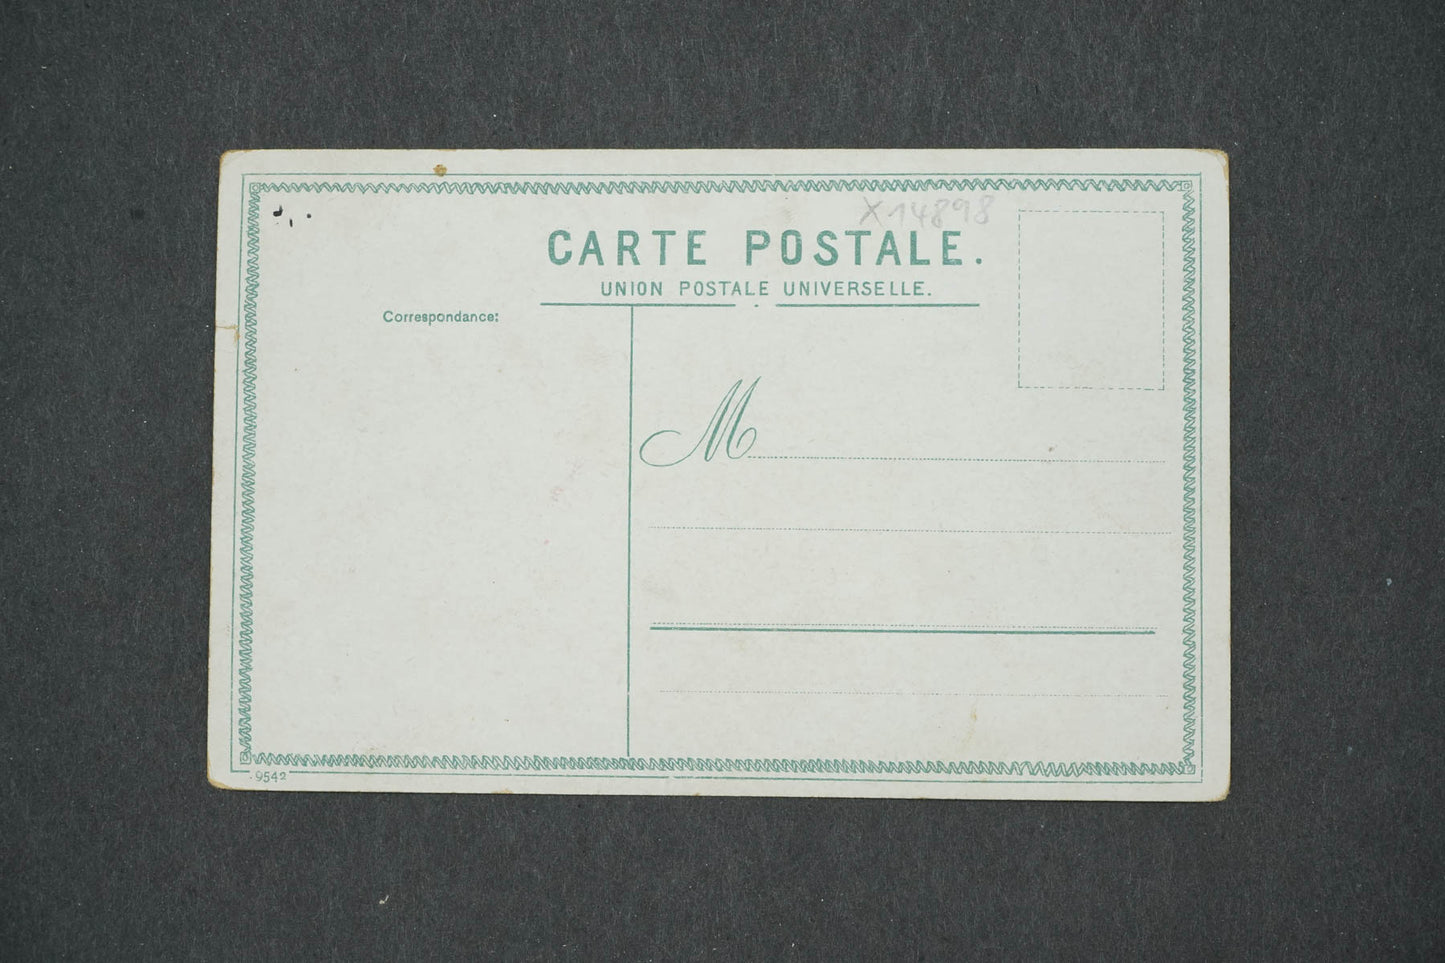 X14898
CARTE POSTALE.
UNION POSTALE UNIVERSELLE.
Correspondance:
M
9542